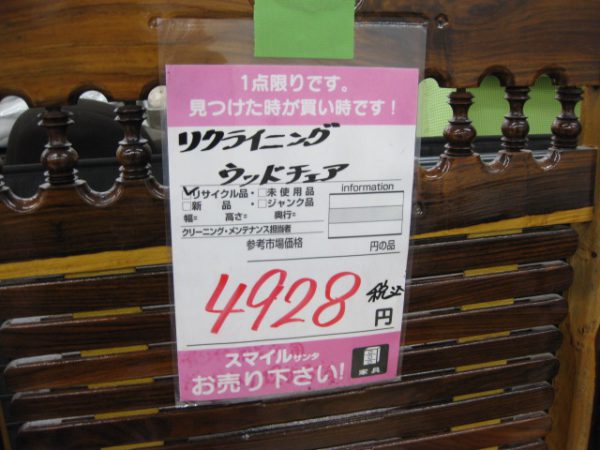 1点限りです。
見つけた時が買い時です！
リクライニング
ウッドチェア
リサイクル品・□未使用品
□新 品・□ジャンク品
幅= 高さ= 奥行=
クリーニング・メンテナンス担当者
information
参考市場価格 円の品
4928 税込
円
スマイルサンタ
お売り下さい!
家具